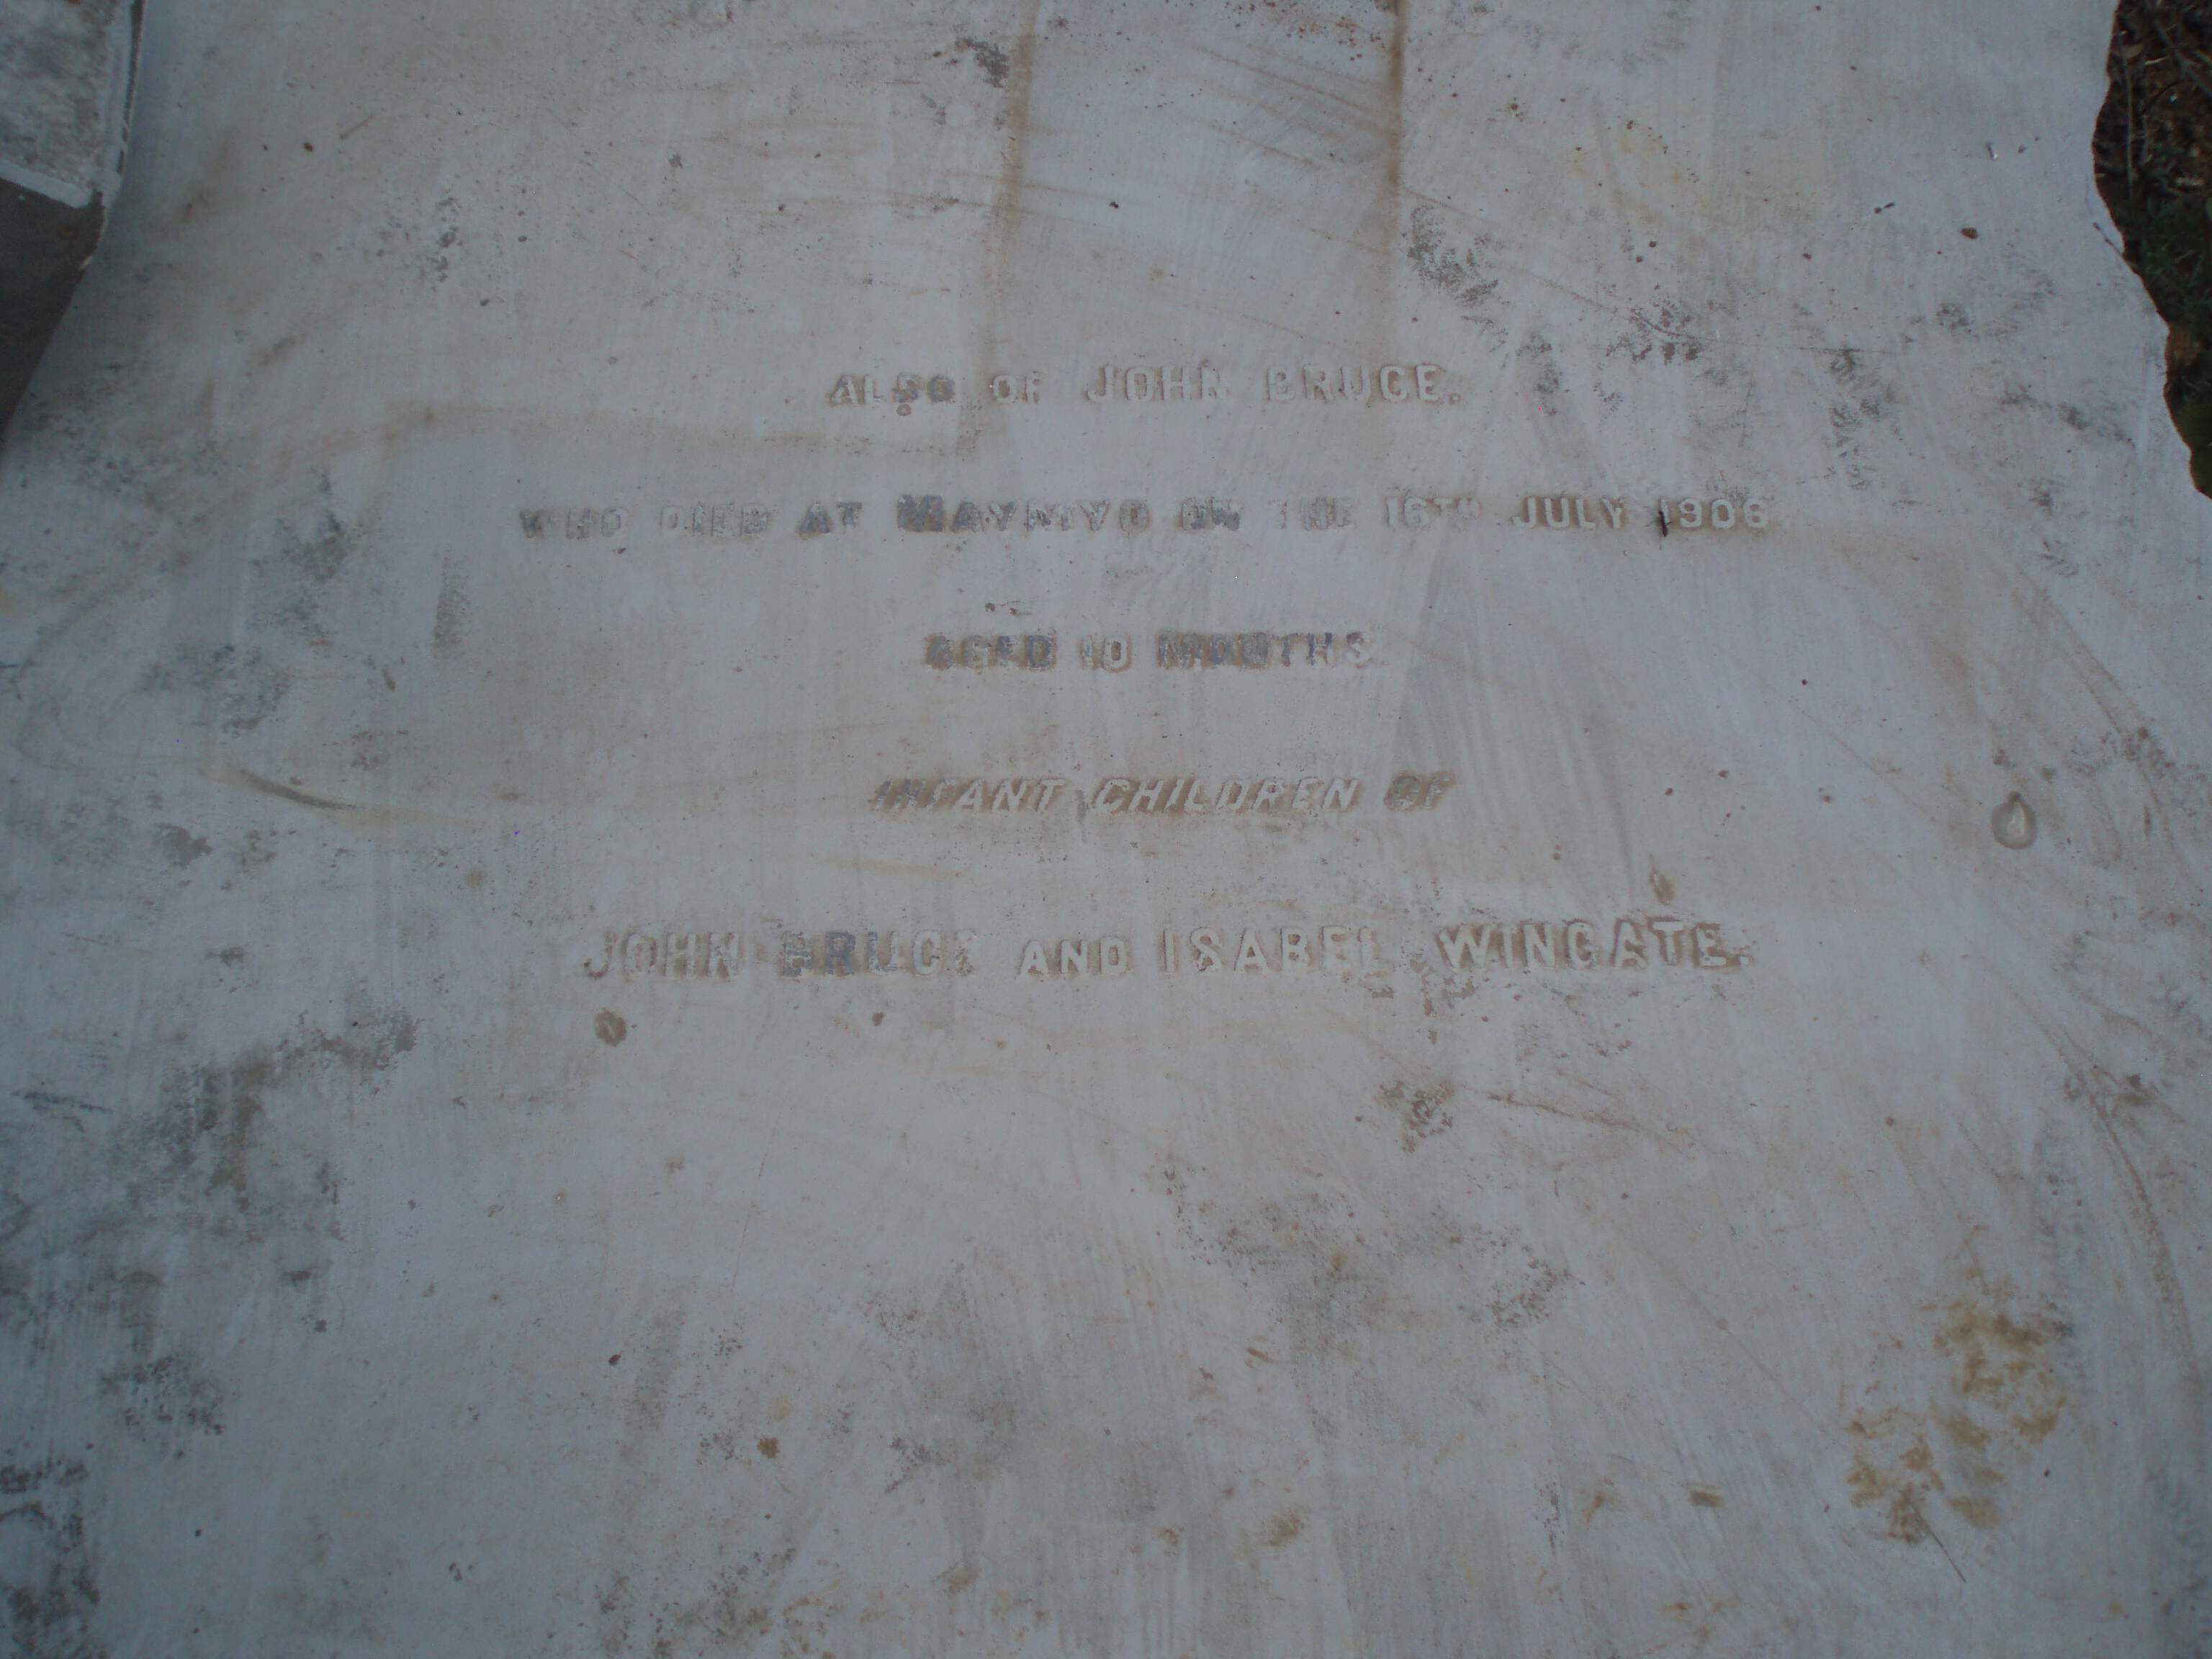 ALSO OF JOHN BRUCE.
WHO DIED AT MAYMYO ON THE 16TH JULY 1906
AGED 10 MONTHS
INFANT CHILDREN OF
JOHN BRUCE AND ISABEL WINGATE.